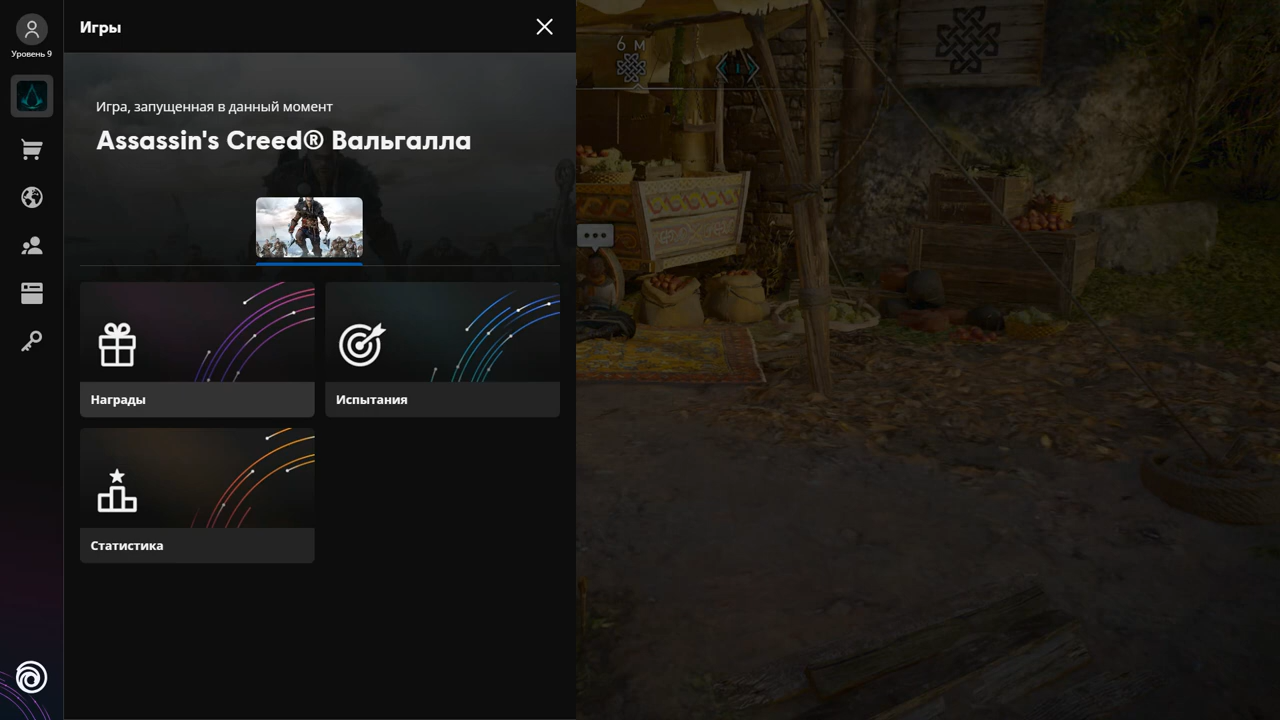 Игры
Уровень 9
6 м
Игра, запущенная в данный момент
Assassin's Creed® Вальгалла
Награды
Испытания
Статистика